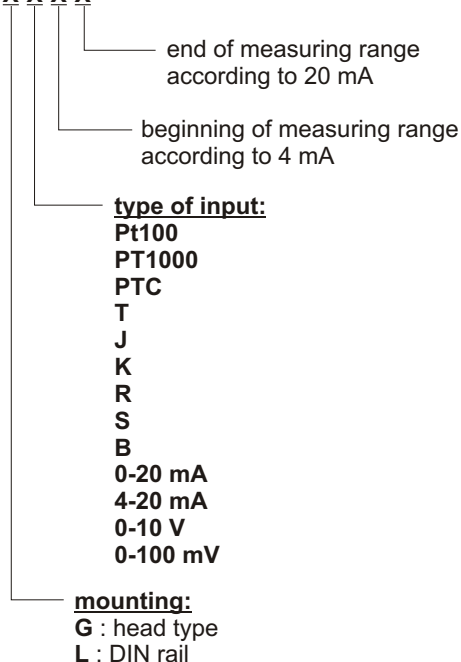 X X X X
end of measuring range
according to 20 mA
beginning of measuring range
according to 4 mA
type of input:
Pt100
PT1000
PTC
T
J
K
R
S
B
0-20 mA
4-20 mA
0-10 V
0-100 mV
mounting:
G : head type
L : DIN rail